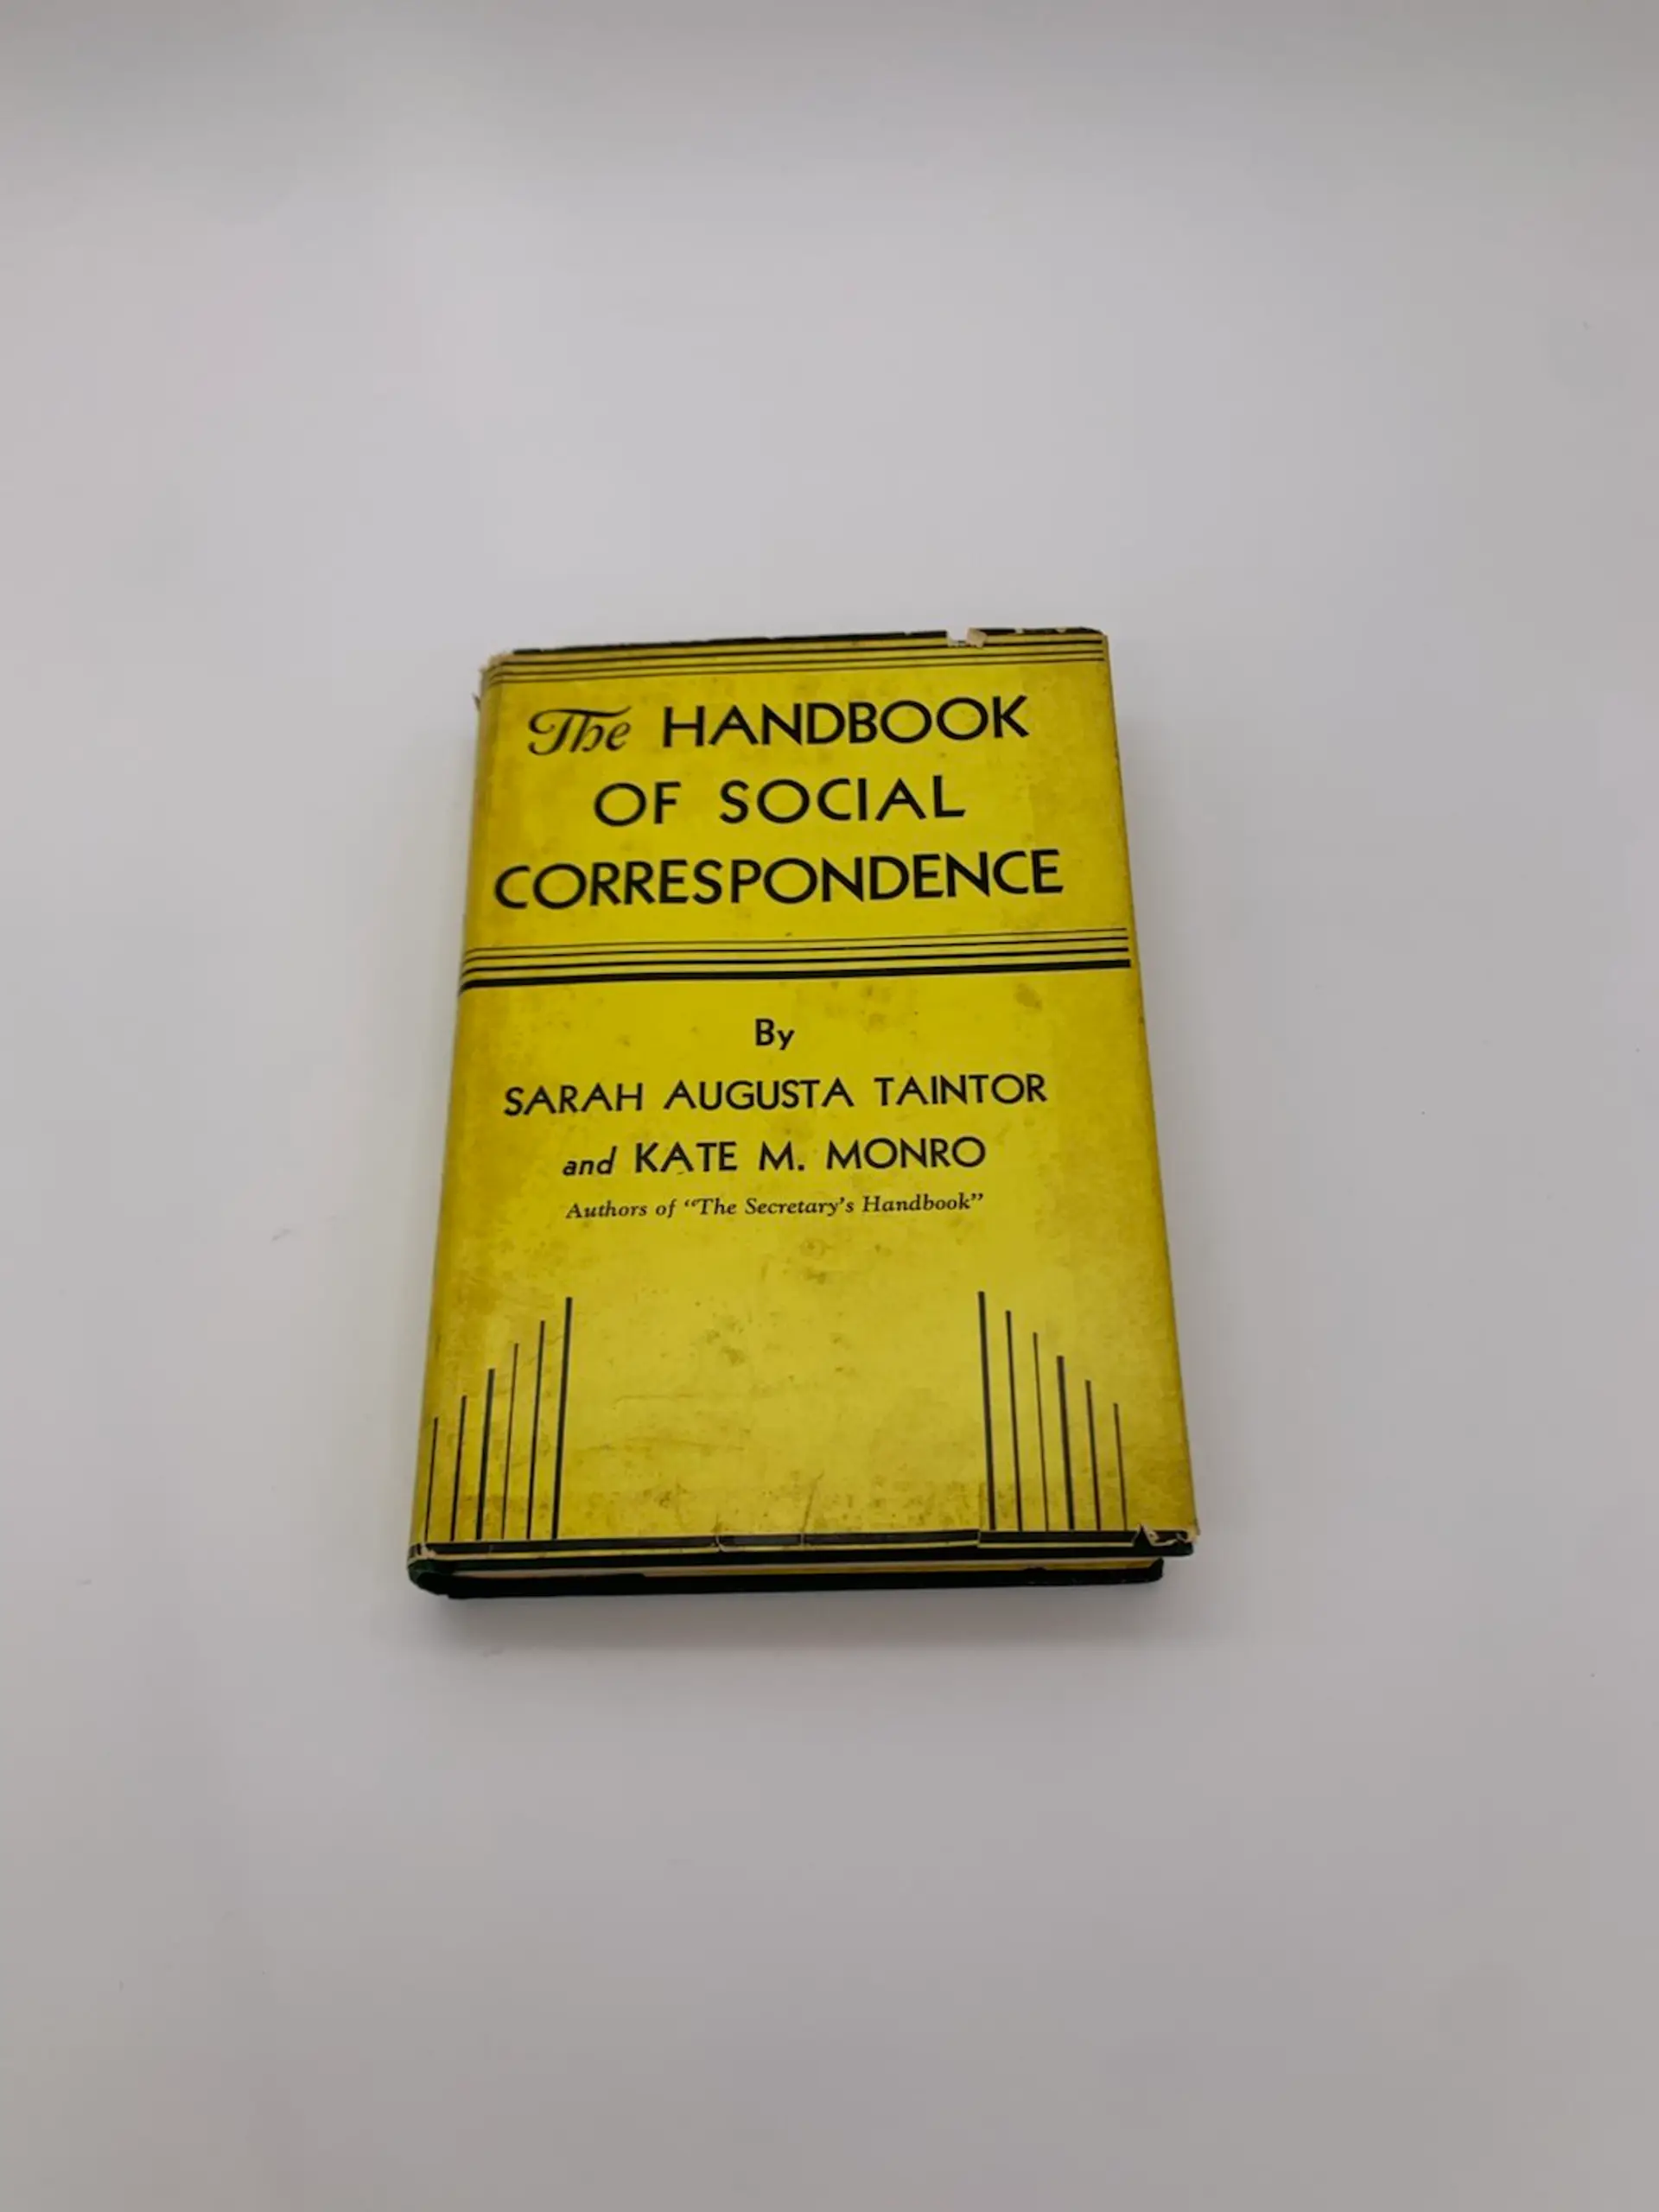 The HANDBOOK
OF SOCIAL
CORRESPONDENCE
By
SARAH AUGUSTA TAINTOR
and KATE M. MONRO
Authors of “The Secretary's Handbook”